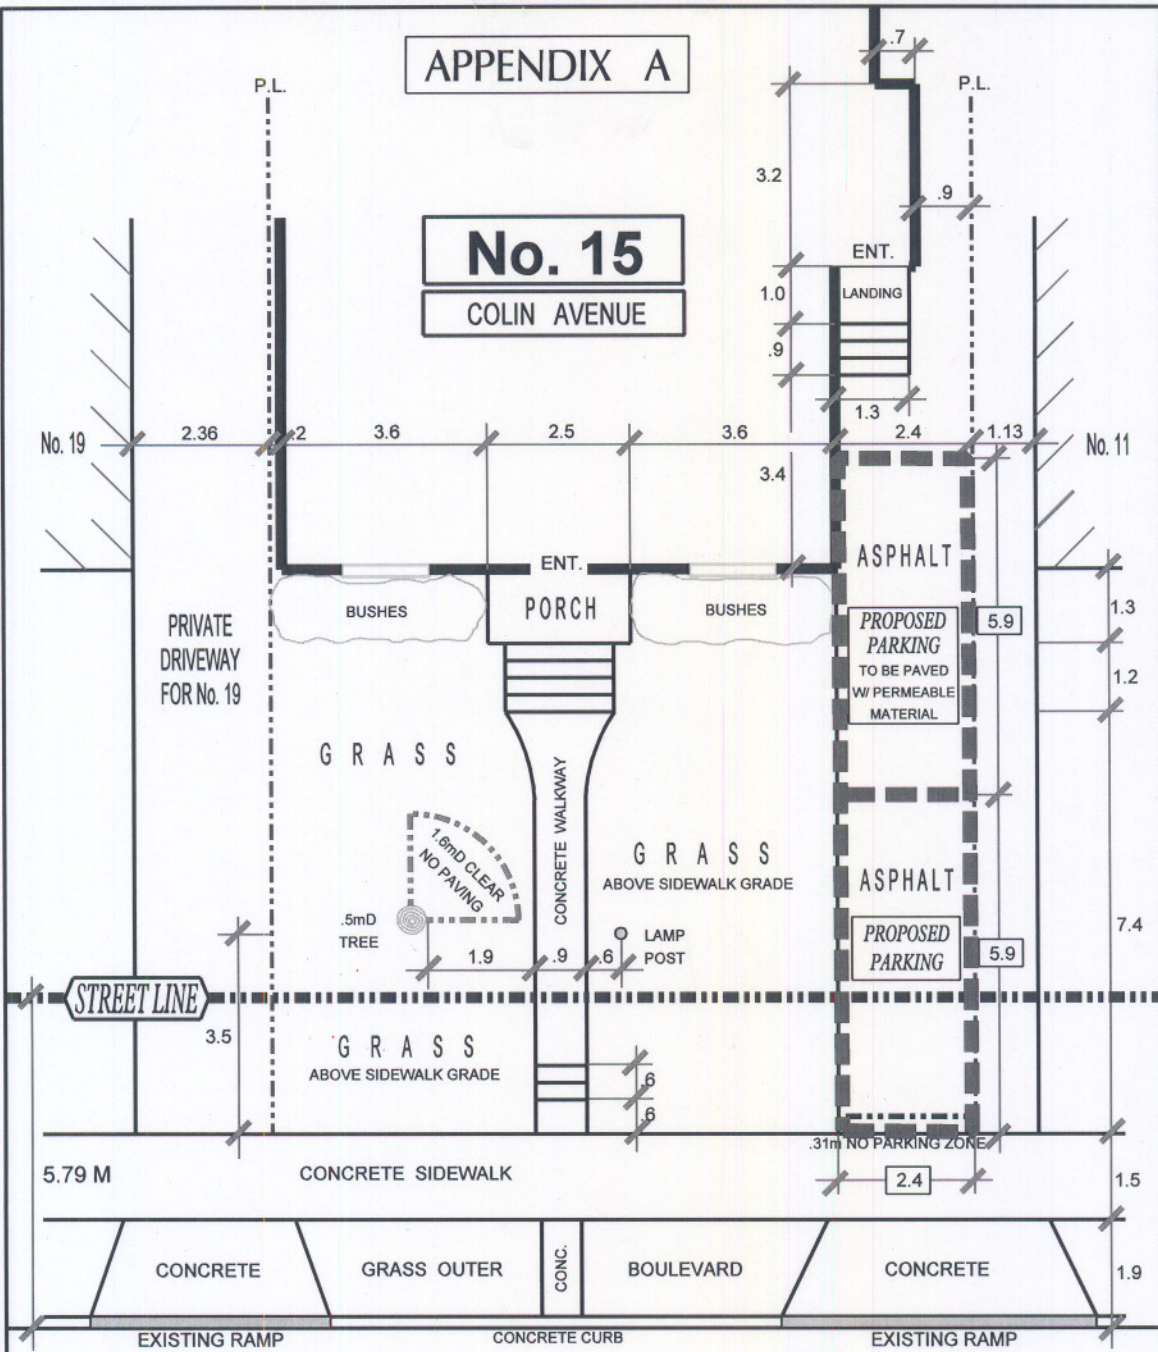 APPENDIX A
.7
P.L.
P.L.
3.2
.9
No. 15
COLIN AVENUE
ENT.
LANDING
1.0
.9
1.3
No. 19
2.36
.2
3.6
2.5
3.6
2.4
1.13
No. 11
3.4
ENT.
ASPHALT
BUSHES
PORCH
BUSHES
1.3
PRIVATE
DRIVEWAY
FOR No. 19
PROPOSED
PARKING
TO BE PAVED
W/ PERMEABLE
MATERIAL
5.9
1.2
GRASS
CONCRETE WALKWAY
1.6mD CLEAR
NO PAVING
GRASS
ABOVE SIDEWALK GRADE
ASPHALT
.5mD
TREE
LAMP
POST
PROPOSED
PARKING
5.9
7.4
1.9
.9
.6
STREET LINE
3.5
GRASS
ABOVE SIDEWALK GRADE
.6
.6
.31m NO PARKING ZONE
5.79 M
CONCRETE SIDEWALK
2.4
1.5
CONCRETE
GRASS OUTER
CONC.
BOULEVARD
CONCRETE
1.9
EXISTING RAMP
CONCRETE CURB
EXISTING RAMP